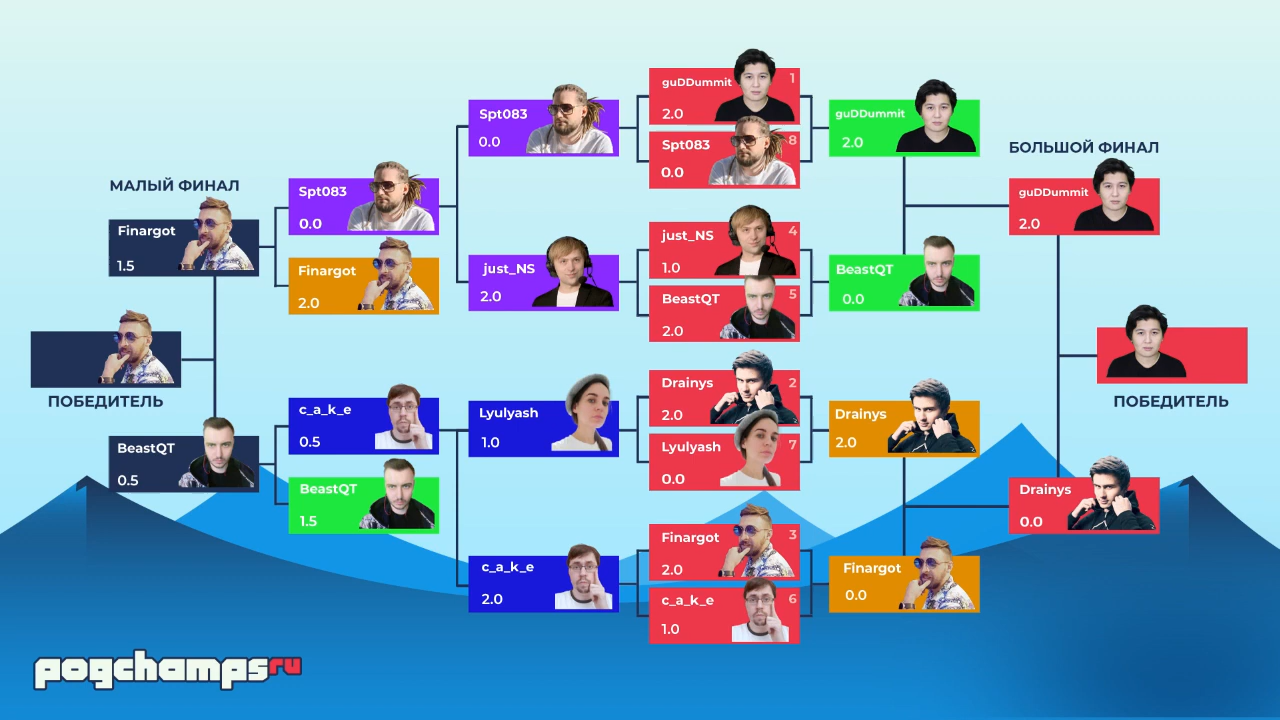 МАЛЫЙ ФИНАЛ
Finargot
1.5
ПОБЕДИТЕЛЬ
BeastQT
0.5
Spt083
0.0
Finargot
2.0
c_a_k_e
0.5
BeastQT
1.5
Spt083
0.0
just_NS
2.0
Lyulyash
1.0
c_a_k_e
2.0
guDDummit 1
2.0
Spt083 8
0.0
just_NS 4
1.0
BeastQT 5
2.0
Drainys 2
2.0
Lyulyash 7
0.0
Finargot 3
2.0
c_a_k_e 6
1.0
guDDummit
2.0
BeastQT
0.0
Drainys
2.0
Finargot
0.0
БОЛЬШОЙ ФИНАЛ
guDDummit
2.0
ПОБЕДИТЕЛЬ
Drainys
0.0
pogchamps ru